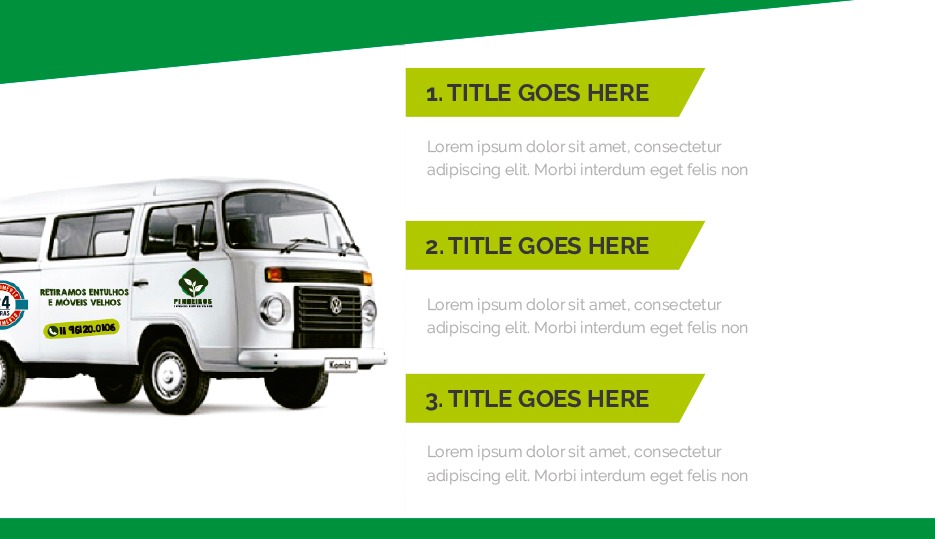 1. TITLE GOES HERE
Lorem ipsum dolor sit amet, consectetur
adipiscing elit. Morbi interdum eget felis non
2. TITLE GOES HERE
Lorem ipsum dolor sit amet, consectetur
adipiscing elit. Morbi interdum eget felis non
3. TITLE GOES HERE
Lorem ipsum dolor sit amet, consectetur
adipiscing elit. Morbi interdum eget felis non
RETIRAMOS ENTULHOS
E MÓVEIS VELHOS
11 96120.0106
PINHEIROS
Kombi